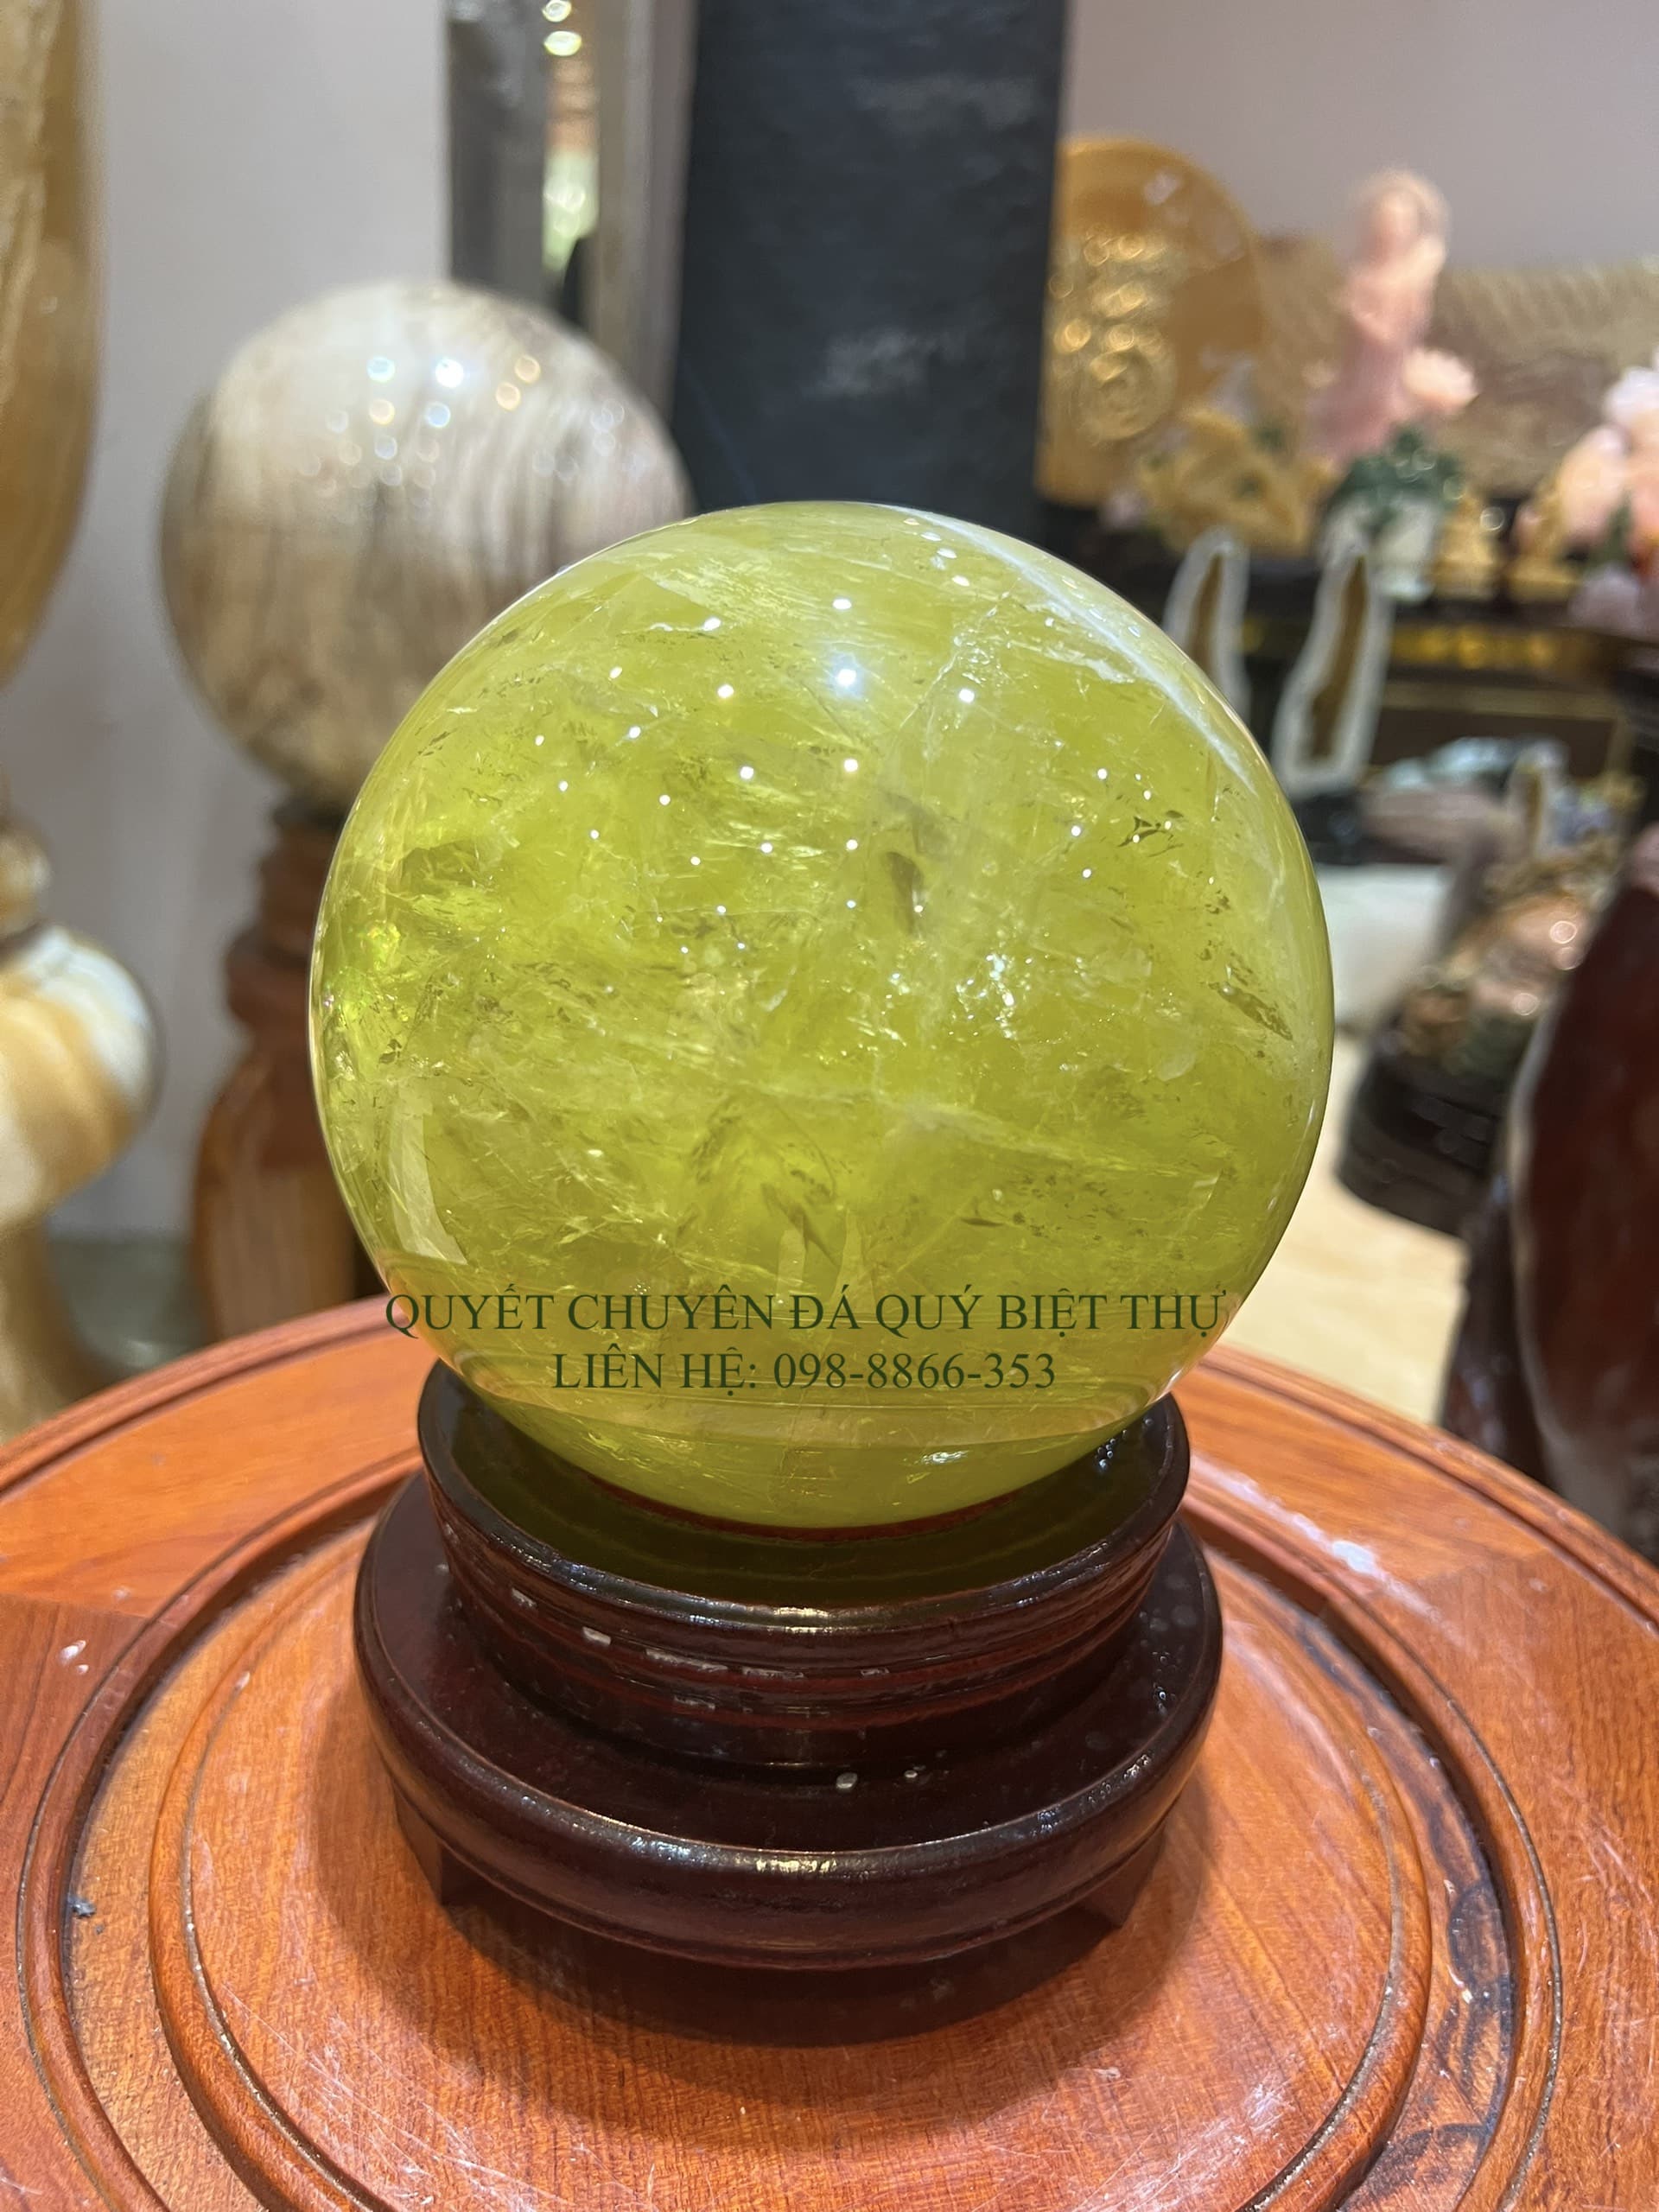 QUYẾT CHUYÊN ĐÁ QUÝ BIỆT THỰ
LIÊN HỆ: 098-8866-353